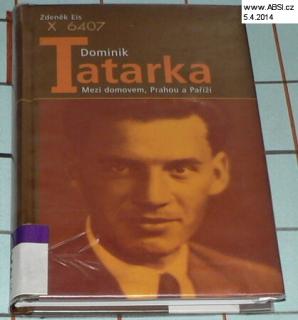 www.ABSI.cz
5.4.2014
Zdeněk Eis
X 6407
Dominik
Tatarka
Mezi domovem, Prahou a Paříží